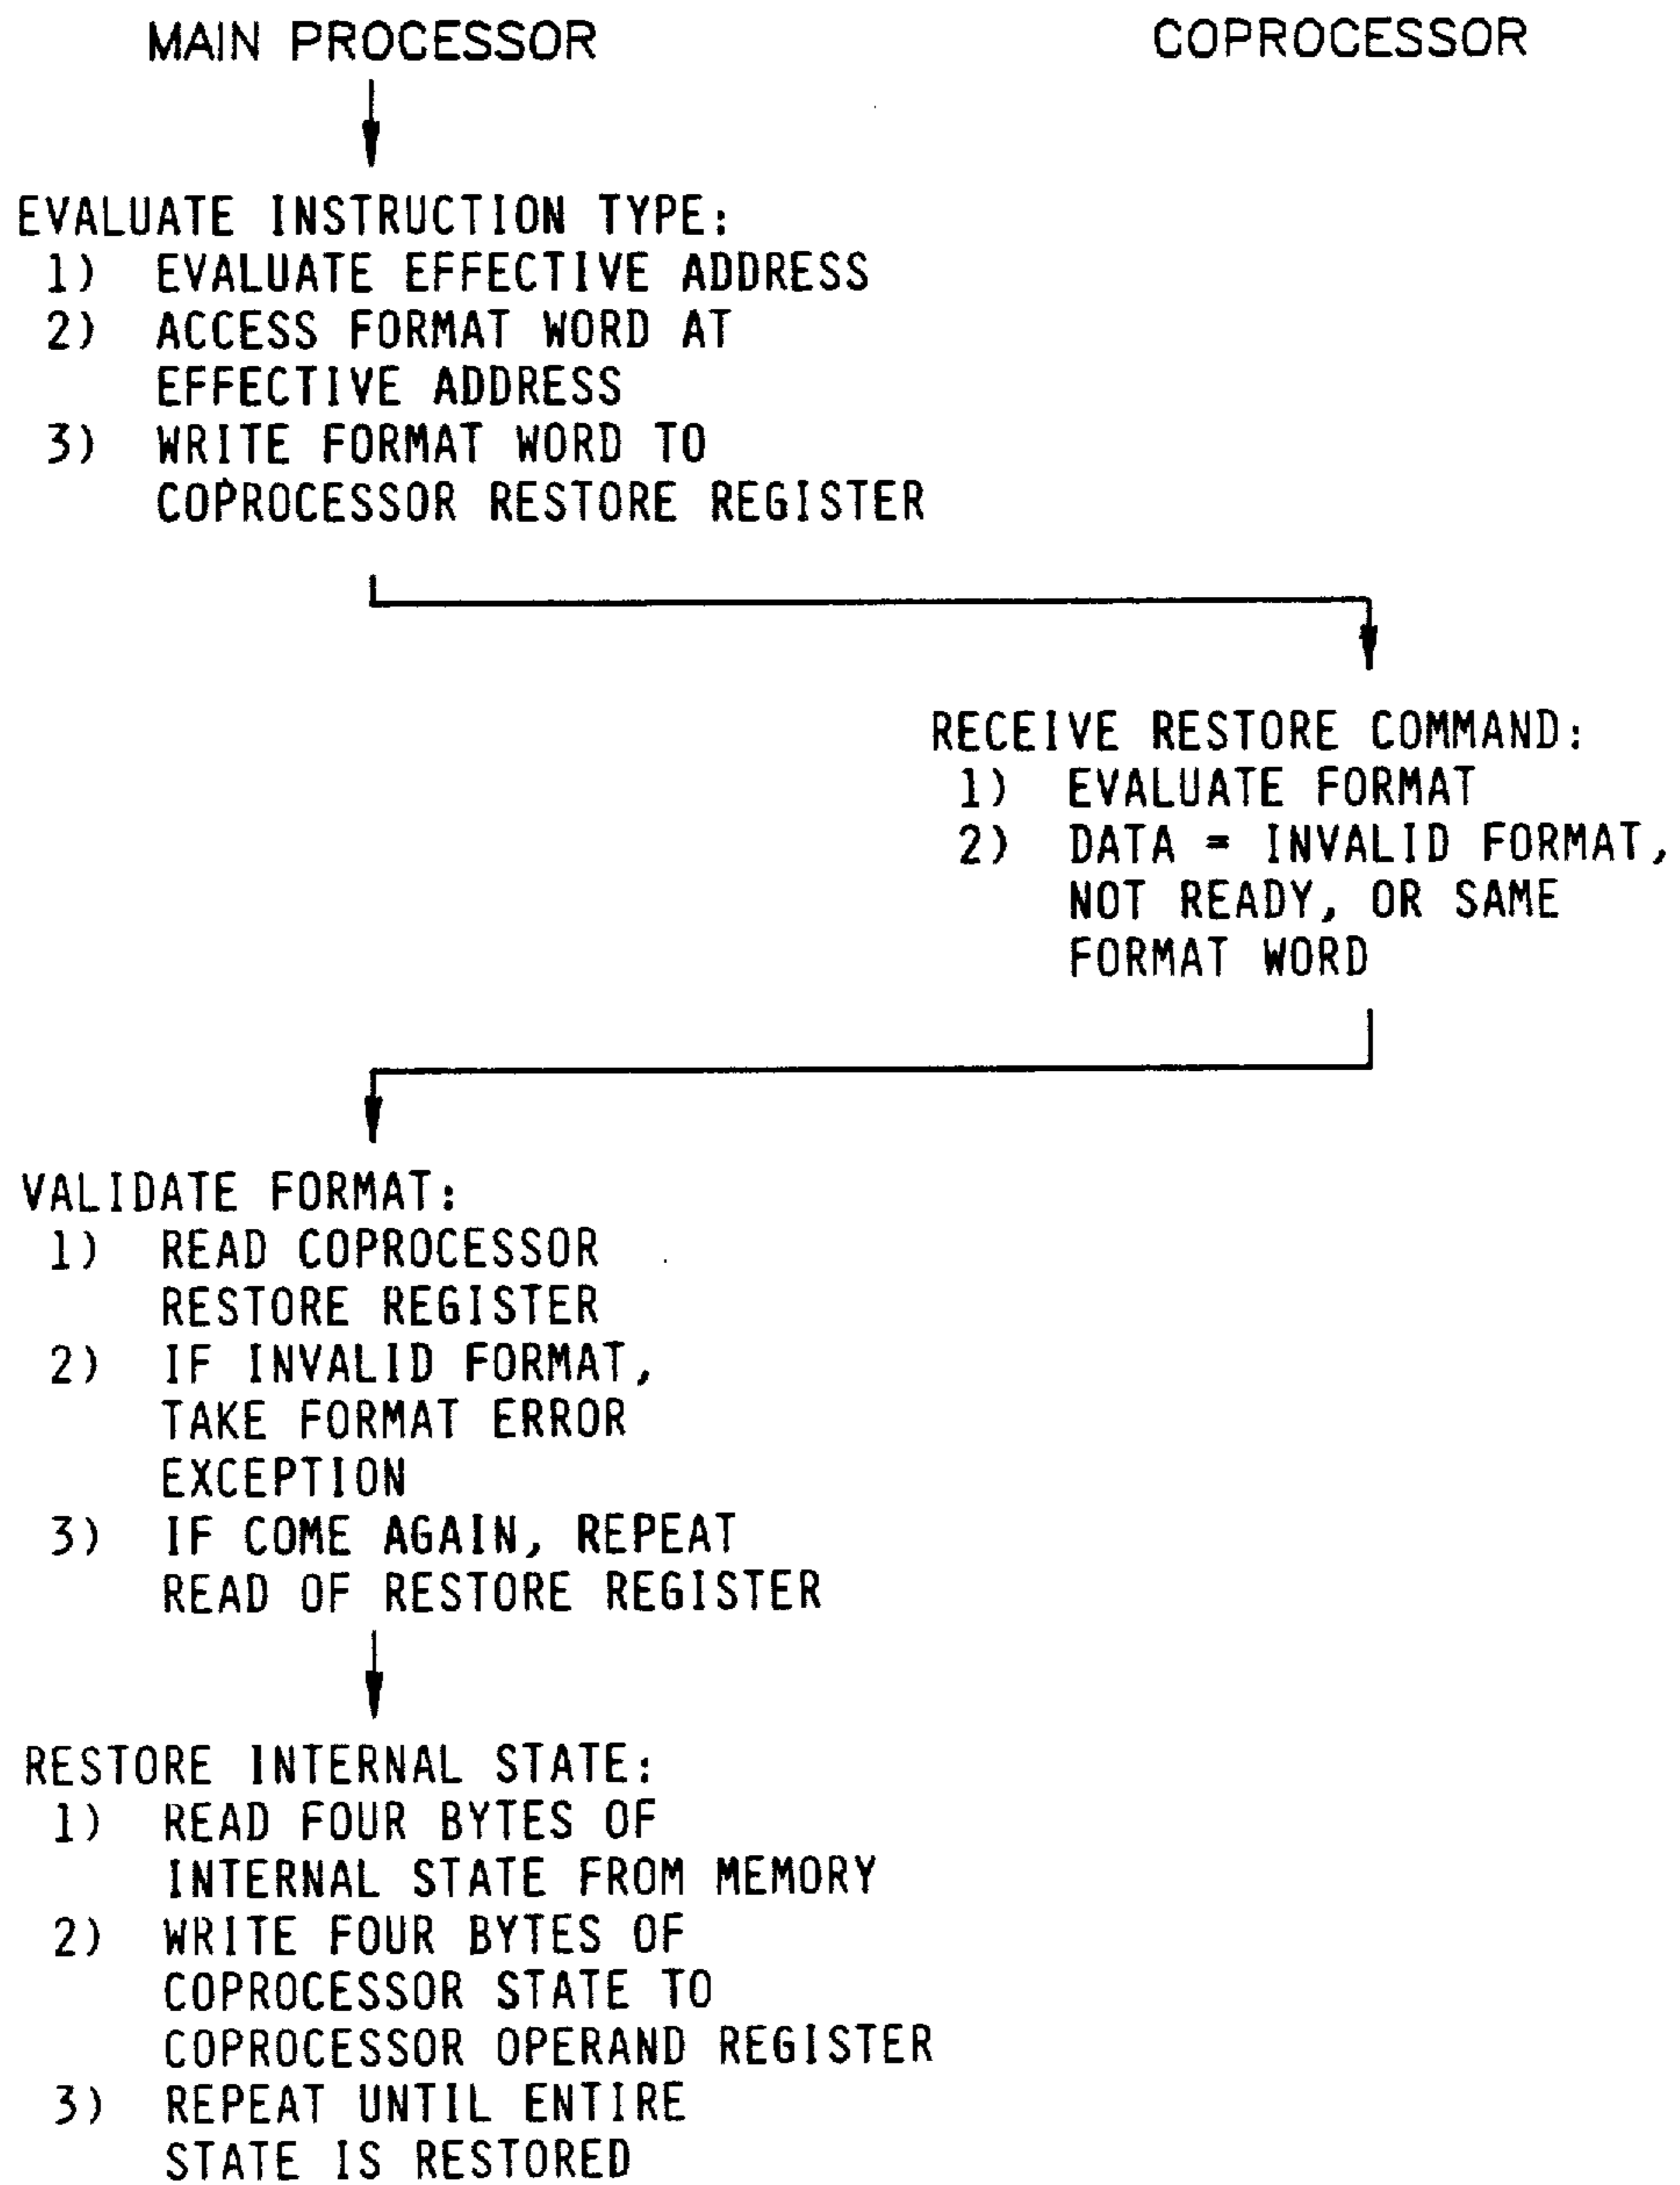 MAIN PROCESSOR COPROCESSOR
EVALUATE INSTRUCTION TYPE:
1) EVALUATE EFFECTIVE ADDRESS
2) ACCESS FORMAT WORD AT
EFFECTIVE ADDRESS
3) WRITE FORMAT WORD TO
COPROCESSOR RESTORE REGISTER
RECEIVE RESTORE COMMAND:
1) EVALUATE FORMAT
2) DATA = INVALID FORMAT,
NOT READY, OR SAME
FORMAT WORD
VALIDATE FORMAT:
1) READ COPROCESSOR
RESTORE REGISTER
2) IF INVALID FORMAT,
TAKE FORMAT ERROR
EXCEPTION
3) IF COME AGAIN, REPEAT
READ OF RESTORE REGISTER
RESTORE INTERNAL STATE:
1) READ FOUR BYTES OF
INTERNAL STATE FROM MEMORY
2) WRITE FOUR BYTES OF
COPROCESSOR STATE TO
COPROCESSOR OPERAND REGISTER
3) REPEAT UNTIL ENTIRE
STATE IS RESTORED